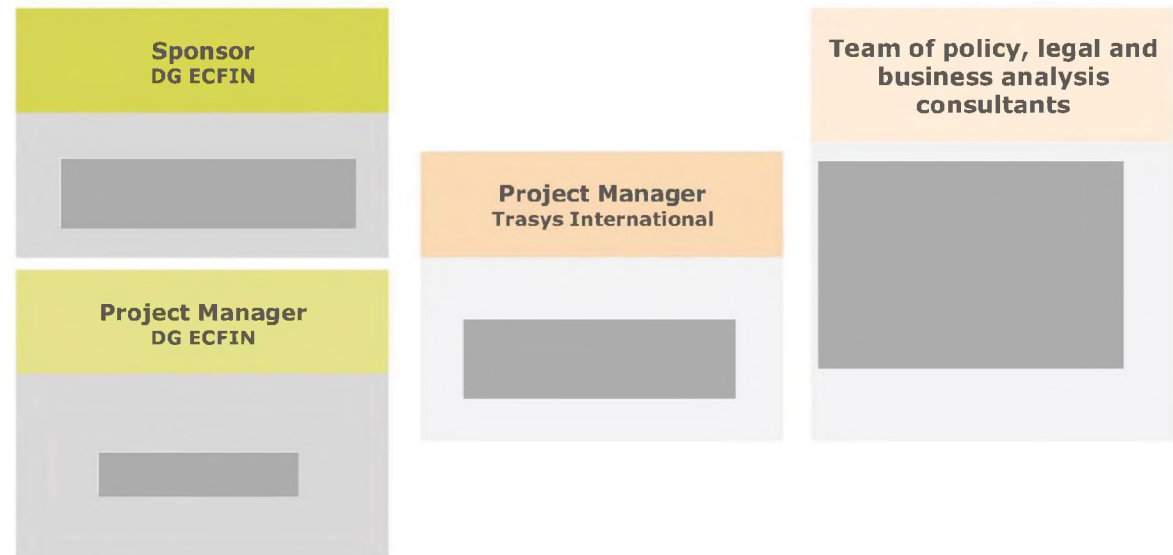 Sponsor
DG ECFIN
Project Manager
DG ECFIN
Project Manager
Trasys International
Team of policy, legal and
business analysis
consultants